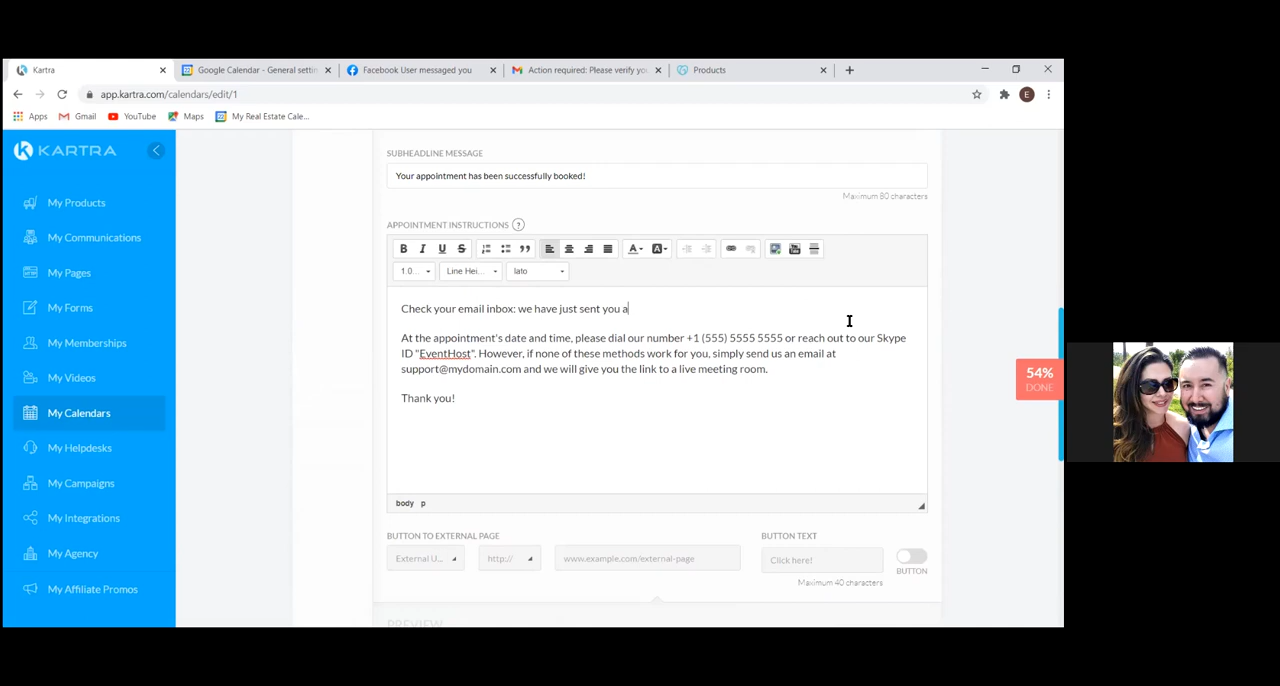 Kartra
Google Calendar - General settin
Facebook User messaged you
Action required: Please verify you
Products
app.kartra.com/calendars/edit/1
E
Apps
Gmail
YouTube
Maps
My Real Estate Cale...
KARTRA
My Products
My Communications
My Pages
My Forms
My Memberships
My Videos
My Calendars
My Helpdesks
My Campaigns
My Integrations
My Agency
My Affiliate Promos
SUBHEADLINE MESSAGE
Your appointment has been successfully booked!
Maximum 80 characters
APPOINTMENT INSTRUCTIONS ?
B I U S
A A
1.0... Line Hei... lato
Check your email inbox: we have just sent you a
At the appointment's date and time, please dial our number +1 (555) 5555 5555 or reach out to our Skype
ID "EventHost". However, if none of these methods work for you, simply send us an email at
support@mydomain.com and we will give you the link to a live meeting room.
Thank you!
body p
BUTTON TO EXTERNAL PAGE
External U... http:// www.example.com/external-page
BUTTON TEXT
Click here!
BUTTON
Maximum 40 characters
PREVIEW
54%
DONE